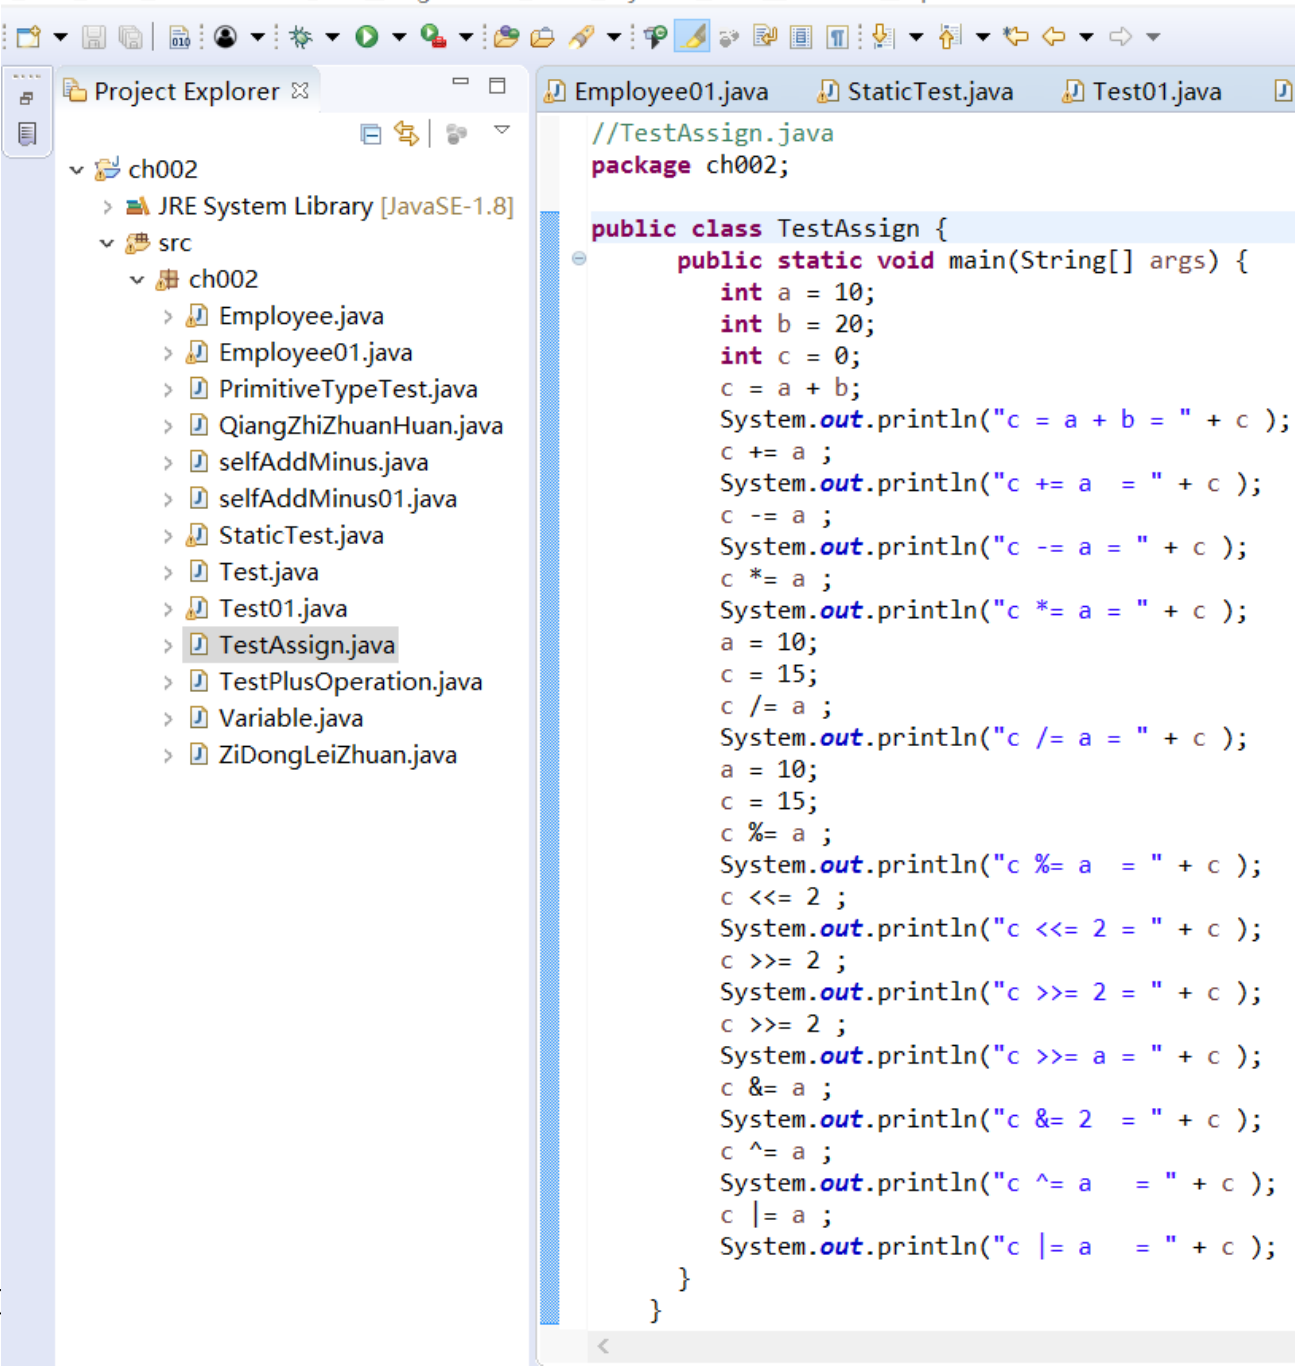 Project Explorer
ch002
JRE System Library [JavaSE-1.8]
src
ch002
Employee.java
Employee01.java
PrimitiveTypeTest.java
QiangZhiZhuanHuan.java
selfAddMinus.java
selfAddMinus01.java
StaticTest.java
Test.java
Test01.java
TestAssign.java
TestPlusOperation.java
Variable.java
ZiDongLeiZhuan.java
Employee01.java StaticTest.java Test01.java
//TestAssign.java
package ch002;
public class TestAssign {
public static void main(String[] args) {
int a = 10;
int b = 20;
int c = 0;
c = a + b;
System.out.println("c = a + b = " + c );
c += a ;
System.out.println("c += a  = " + c );
c -= a ;
System.out.println("c -= a = " + c );
c *= a ;
System.out.println("c *= a = " + c );
a = 10;
c = 15;
c /= a ;
System.out.println("c /= a = " + c );
a = 10;
c = 15;
c %= a ;
System.out.println("c %= a  = " + c );
c <<= 2 ;
System.out.println("c <<= 2 = " + c );
c >>= 2 ;
System.out.println("c >>= 2 = " + c );
c >>= 2 ;
System.out.println("c >>= a = " + c );
c &= a ;
System.out.println("c &= 2  = " + c );
c ^= a ;
System.out.println("c ^= a   = " + c );
c |= a ;
System.out.println("c |= a   = " + c );
}
}